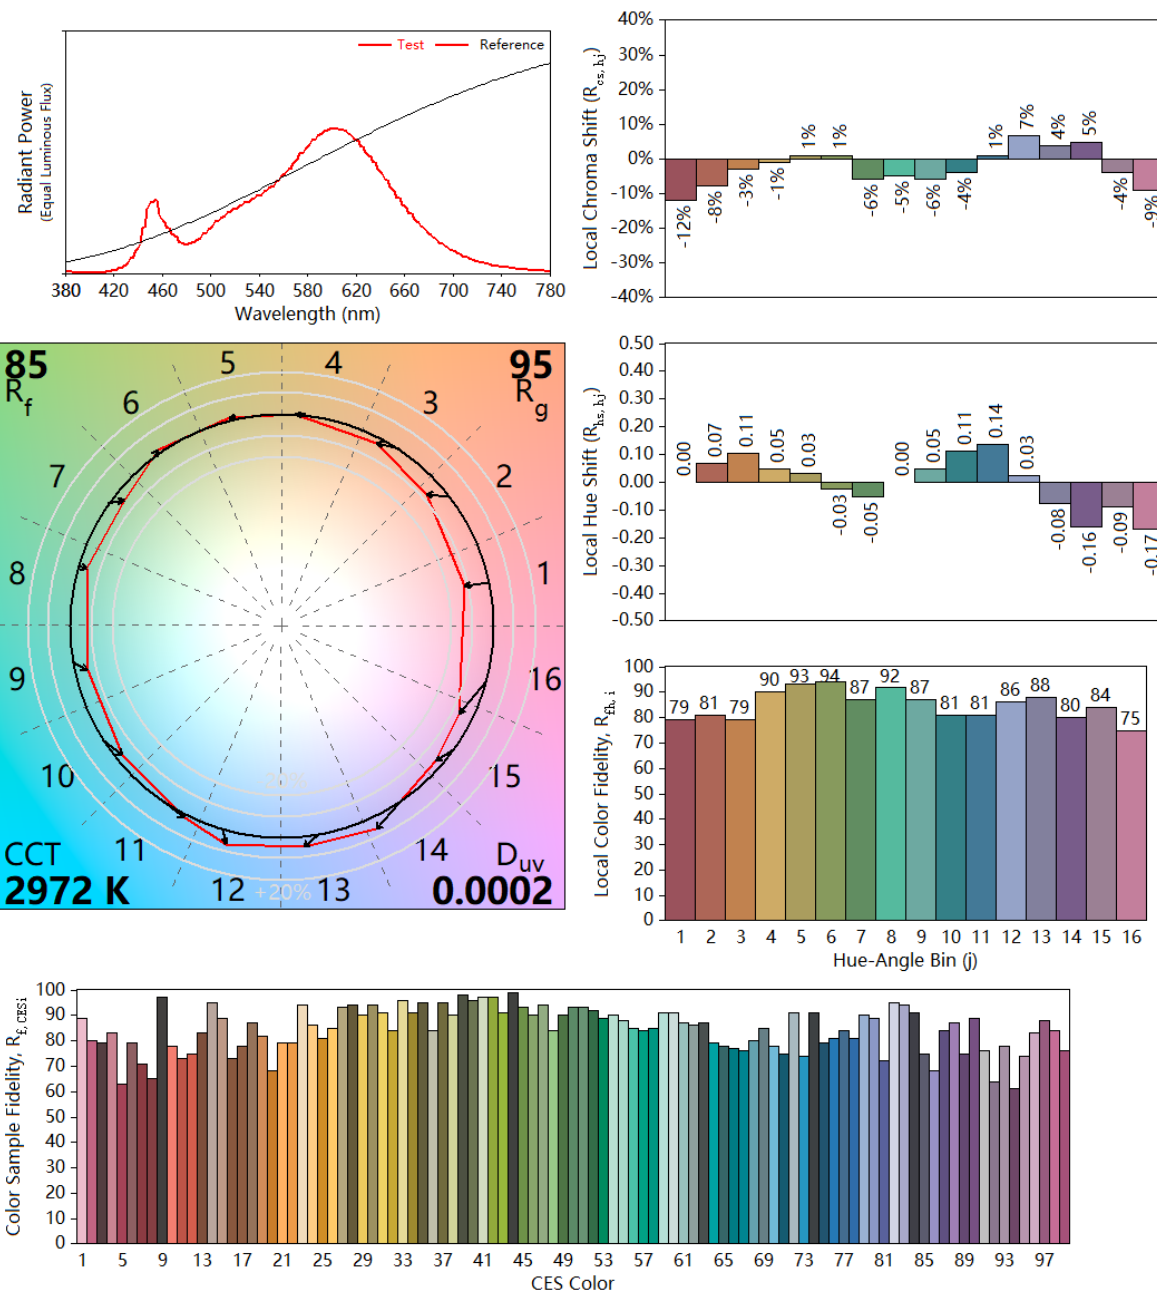 Radiant Power
(Equal Luminous Flux)
Test
Reference
380 420 460 500 540 580 620 660 700 740 780
Wavelength (nm)
Local Chroma Shift (Rcs, hj)
40%
30%
20%
10%
0%
-10%
-20%
-30%
-40%
-12% -8% -3% -1% 1% 1% -6% -5% -6% -4% 1% 7% 4% 5% -4% -9%
85
Rf
95
Rg
5 4
6 3
7 2
8 1
9 16
10 15
11 14
12 +20% 13
CCT
2972 K
Duv
0.0002
Local Hue Shift (Rhs, hj)
0.50
0.40
0.30
0.20
0.10
0.00
-0.10
-0.20
-0.30
-0.40
-0.50
0.00 0.07 0.11 0.05 0.03 -0.03 -0.05 0.00 0.05 0.11 0.14 0.03 -0.08 -0.16 -0.09 -0.17
Local Color Fidelity, Rfh, i
100
90
80
70
60
50
40
30
20
10
0
79 81 79 90 93 94 87 92 87 81 81 86 88 80 84 75
1 2 3 4 5 6 7 8 9 10 11 12 13 14 15 16
Hue-Angle Bin (j)
Color Sample Fidelity, Rf, CESi
100
90
80
70
60
50
40
30
20
10
0
1 5 9 13 17 21 25 29 33 37 41 45 49 53 57 61 65 69 73 77 81 85 89 93 97
CES Color